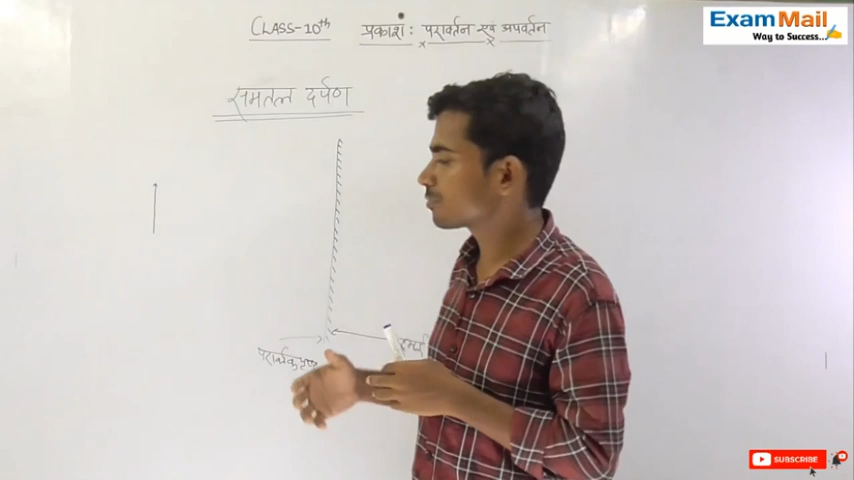 CLASS-10th प्रकाश : परावर्तन एवं अपवर्तन
Exam Mail
Way to Success...
समतल दर्पण
परावर्तक पृष्ठ
SUBSCRIBE